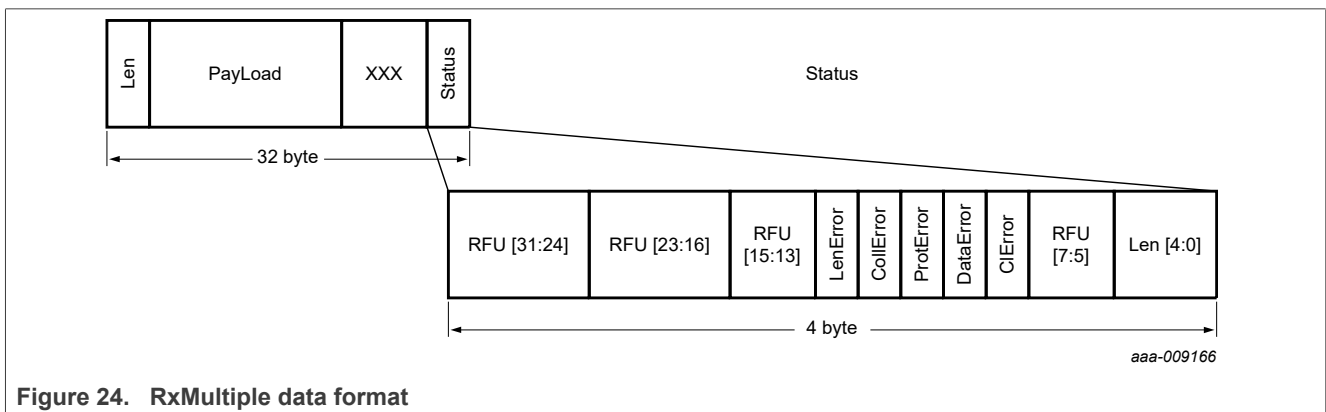 Len PayLoad XXX Status Status
32 byte
RFU [31:24] RFU [23:16] RFU [15:13] LenError CollError ProtError DataError ClError RFU [7:5] Len [4:0]
4 byte
aaa-009166
Figure 24. RxMultiple data format